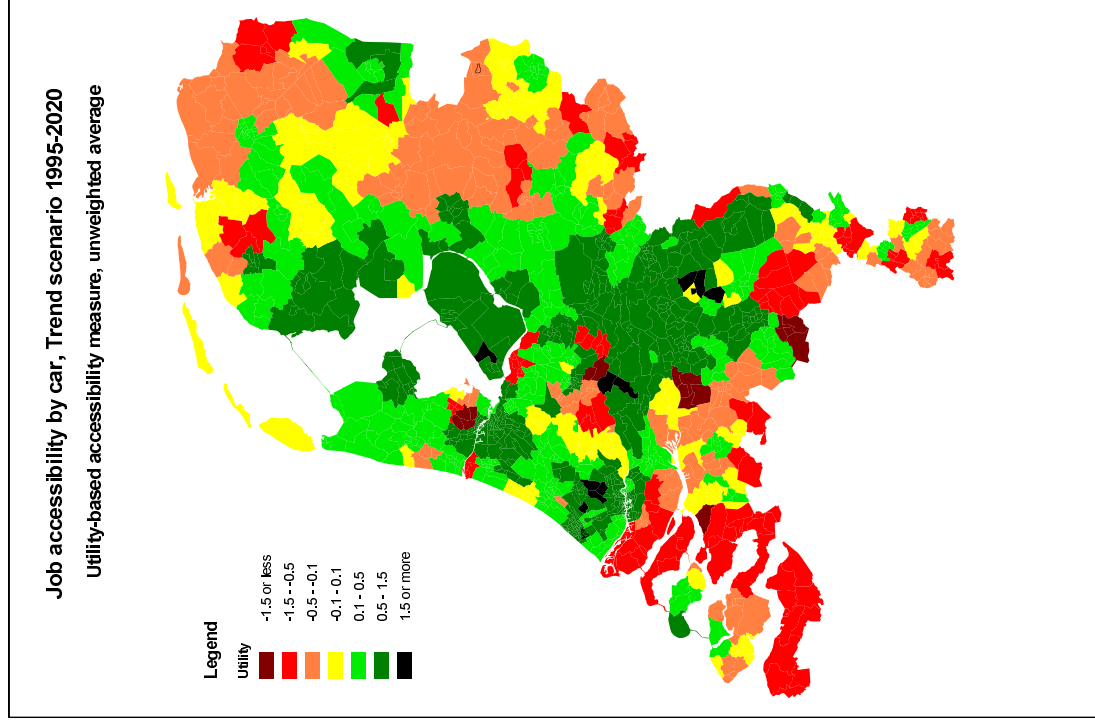 Job accessibility by car, Trend scenario 1995-2020
Utility-based accessibility measure, unweighted average
Legend
Utility
-1.5 or less
-1.5 - -0.5
-0.5 - -0.1
-0.1 - 0.1
0.1 - 0.5
0.5 - 1.5
1.5 or more